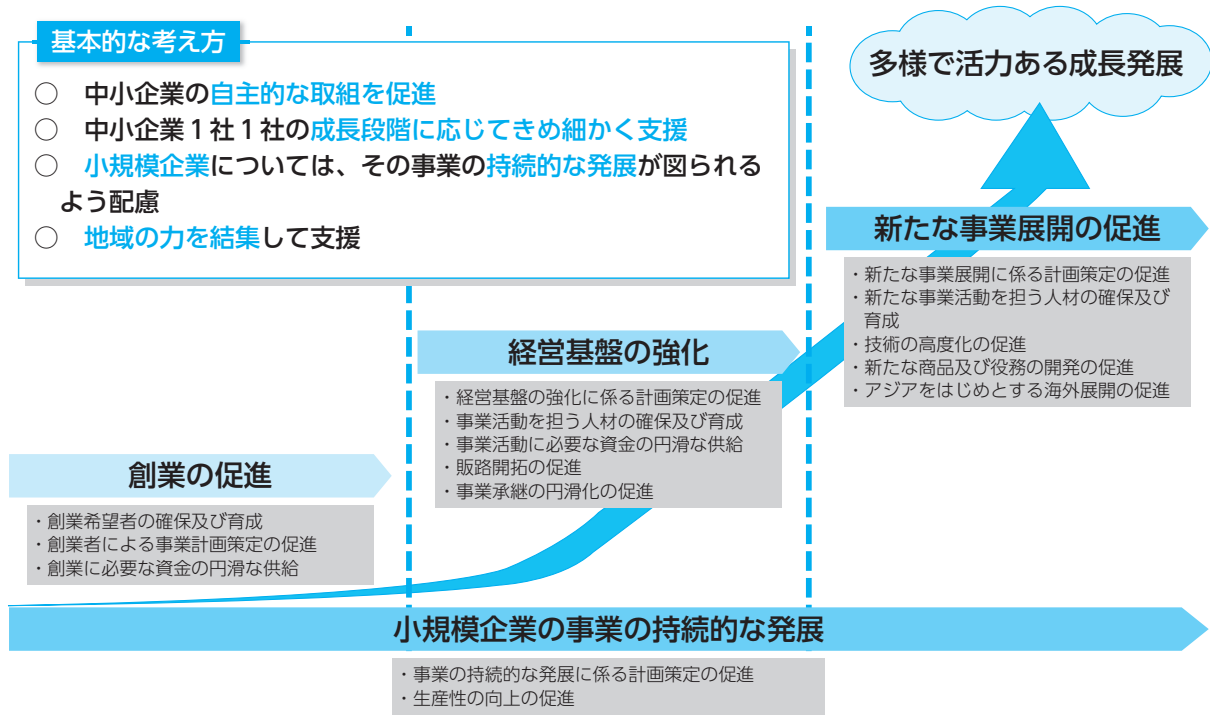 基本的な考え方
○ 中小企業の自主的な取組を促進
○ 中小企業1社1社の成長段階に応じてきめ細かく支援
○ 小規模企業については、その事業の持続的な発展が図られる
よう配慮
○ 地域の力を結集して支援
多様で活力ある成長発展
新たな事業展開の促進
・新たな事業展開に係る計画策定の促進
・新たな事業活動を担う人材の確保及び
育成
・技術の高度化の促進
・新たな商品及び役務の開発の促進
・アジアをはじめとする海外展開の促進
経営基盤の強化
・経営基盤の強化に係る計画策定の促進
・事業活動を担う人材の確保及び育成
・事業活動に必要な資金の円滑な供給
・販路開拓の促進
・事業承継の円滑化の促進
創業の促進
・創業希望者の確保及び育成
・創業者による事業計画策定の促進
・創業に必要な資金の円滑な供給
小規模企業の事業の持続的な発展
・事業の持続的な発展に係る計画策定の促進
・生産性の向上の促進